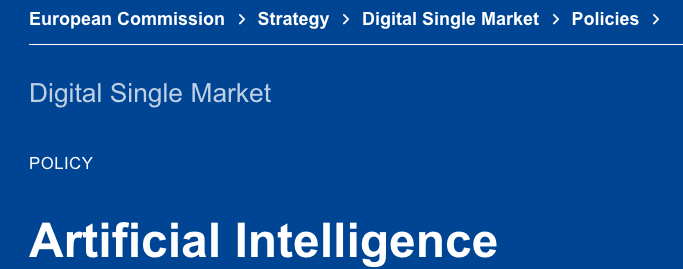 European Commission > Strategy > Digital Single Market > Policies >
Digital Single Market
POLICY
Artificial Intelligence